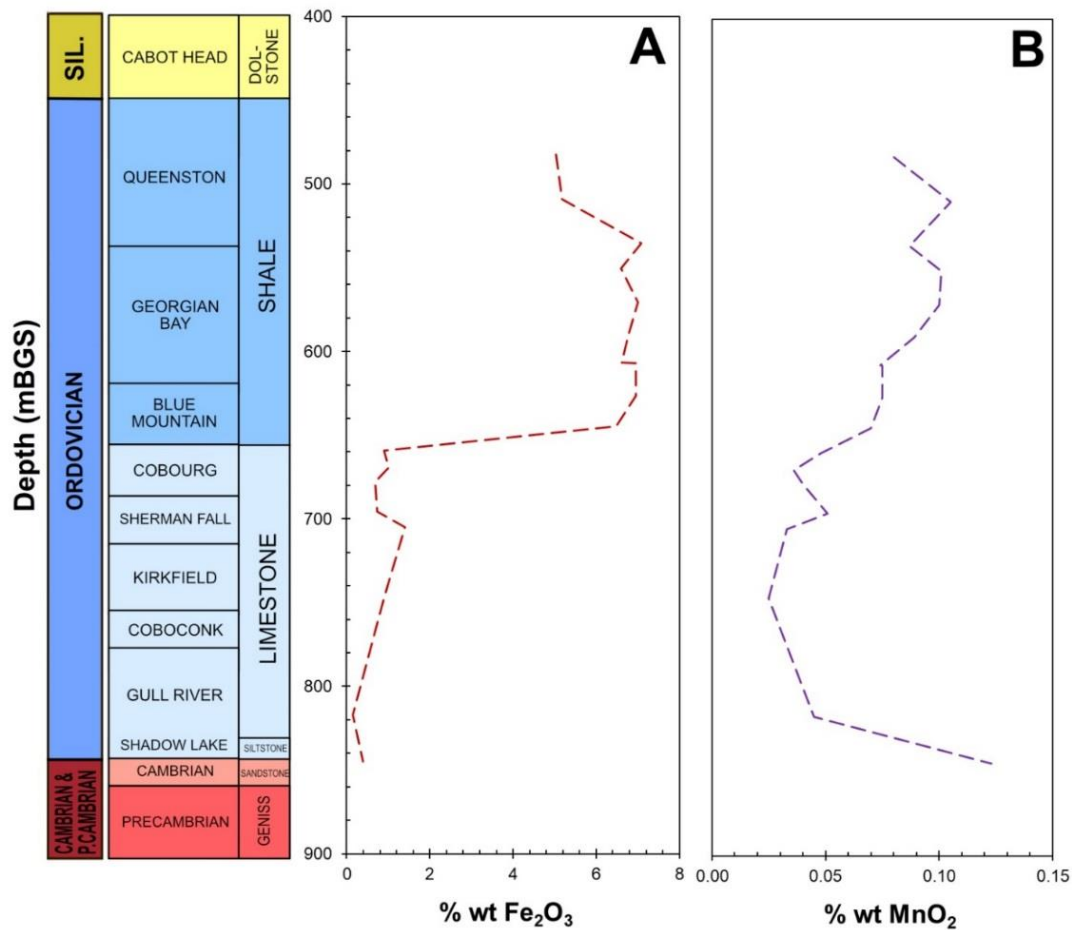 Depth (mBGS)
SIL.
ORDOVICIAN
CAMBRIAN &
P.CAMBRIAN
CABOT HEAD
QUEENSTON
GEORGIAN
BAY
BLUE
MOUNTAIN
COBOURG
SHERMAN FALL
KIRKFIELD
COBOCONK
GULL RIVER
SHADOW LAKE
CAMBRIAN
PRECAMBRIAN
DOL-
STONE
SHALE
LIMESTONE
SILTSTONE
SANDSTONE
GENISS
400
500
600
700
800
900
A
0 2 4 6 8
% wt Fe₂O₃
B
0.00 0.05 0.10 0.15
% wt MnO₂